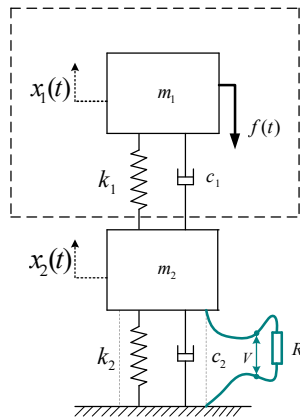 x₁(t)
m₁
f(t)
k₁
c₁
x₂(t)
m₂
k₂
c₂
V
R